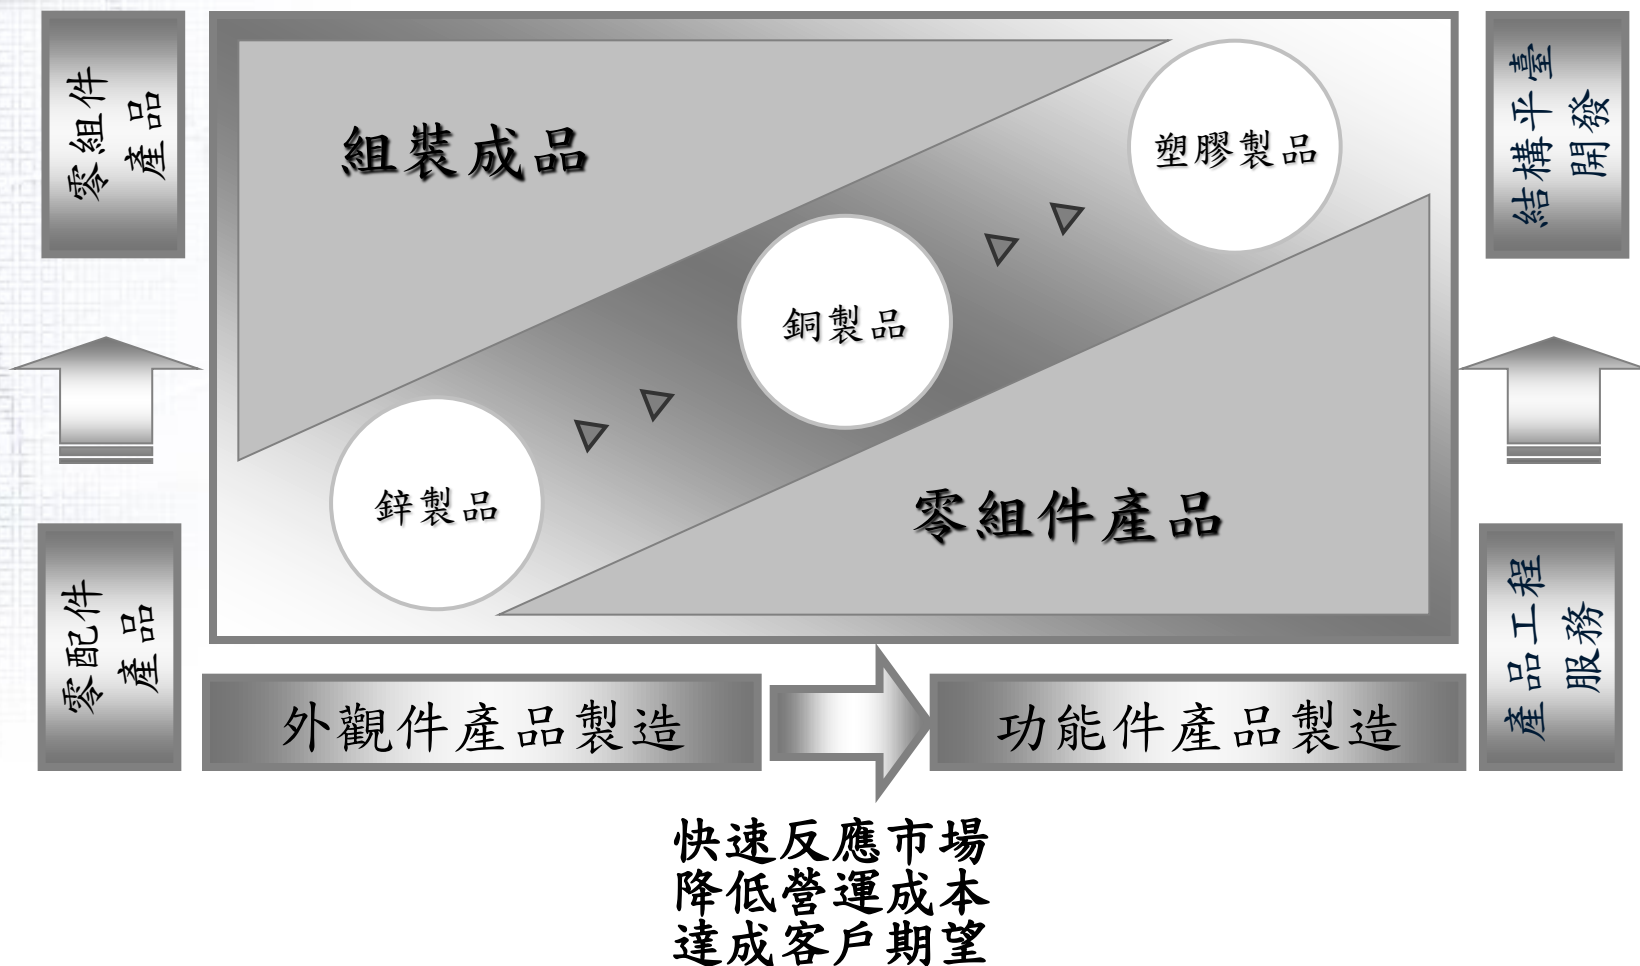 零組件
產品
組裝成品
塑膠製品
結構平臺
開發
銅製品
鋅製品
零組件產品
零配件
產品
產品工程
服務
外觀件產品製造
功能件產品製造
快速反應市場
降低營運成本
達成客戶期望